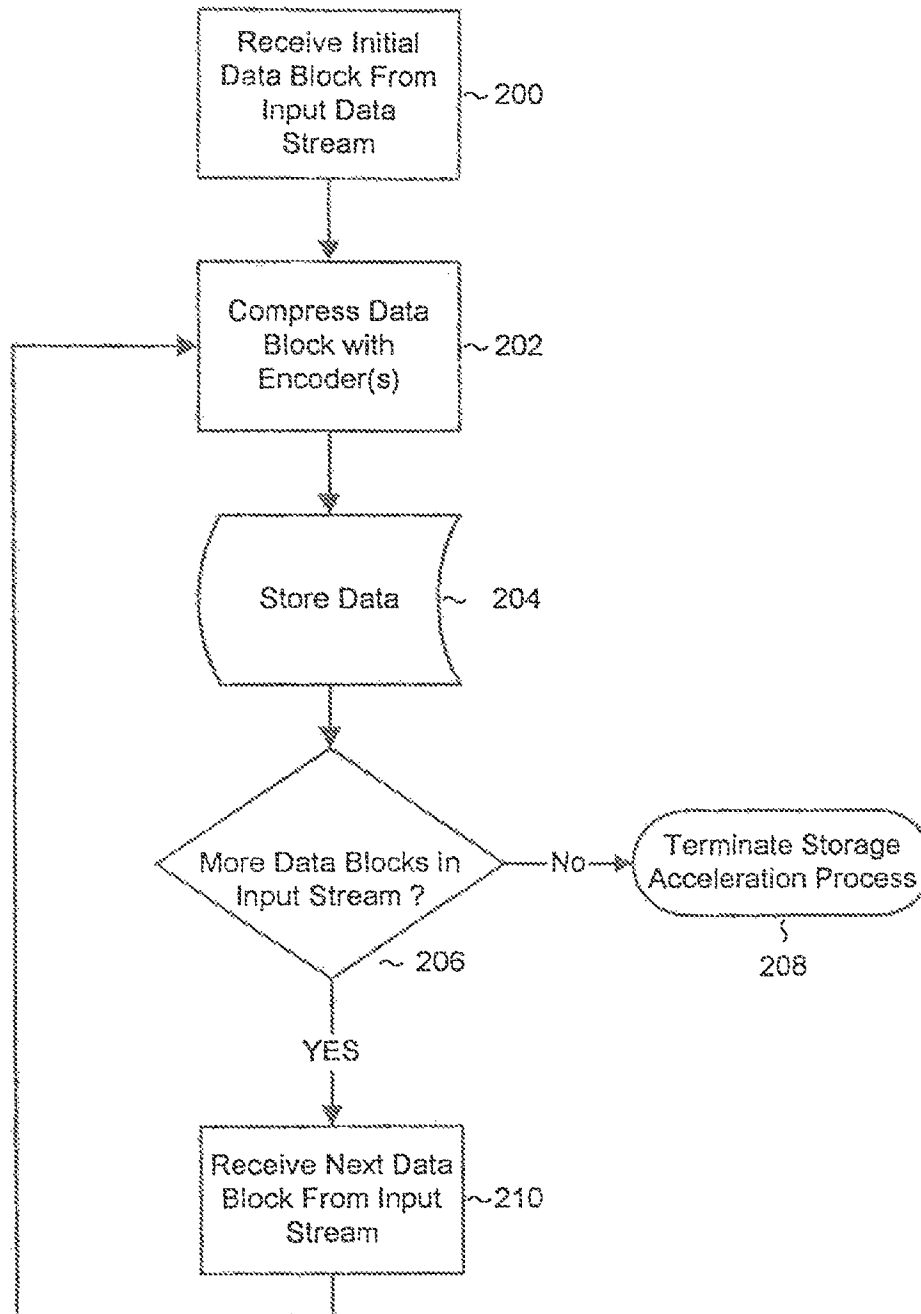 Receive Initial
Data Block From
Input Data
Stream
200
Compress Data
Block with
Encoder(s)
202
Store Data
204
More Data Blocks in
Input Stream ?
206
No
Terminate Storage
Acceleration Process
208
YES
Receive Next Data
Block From Input
Stream
210